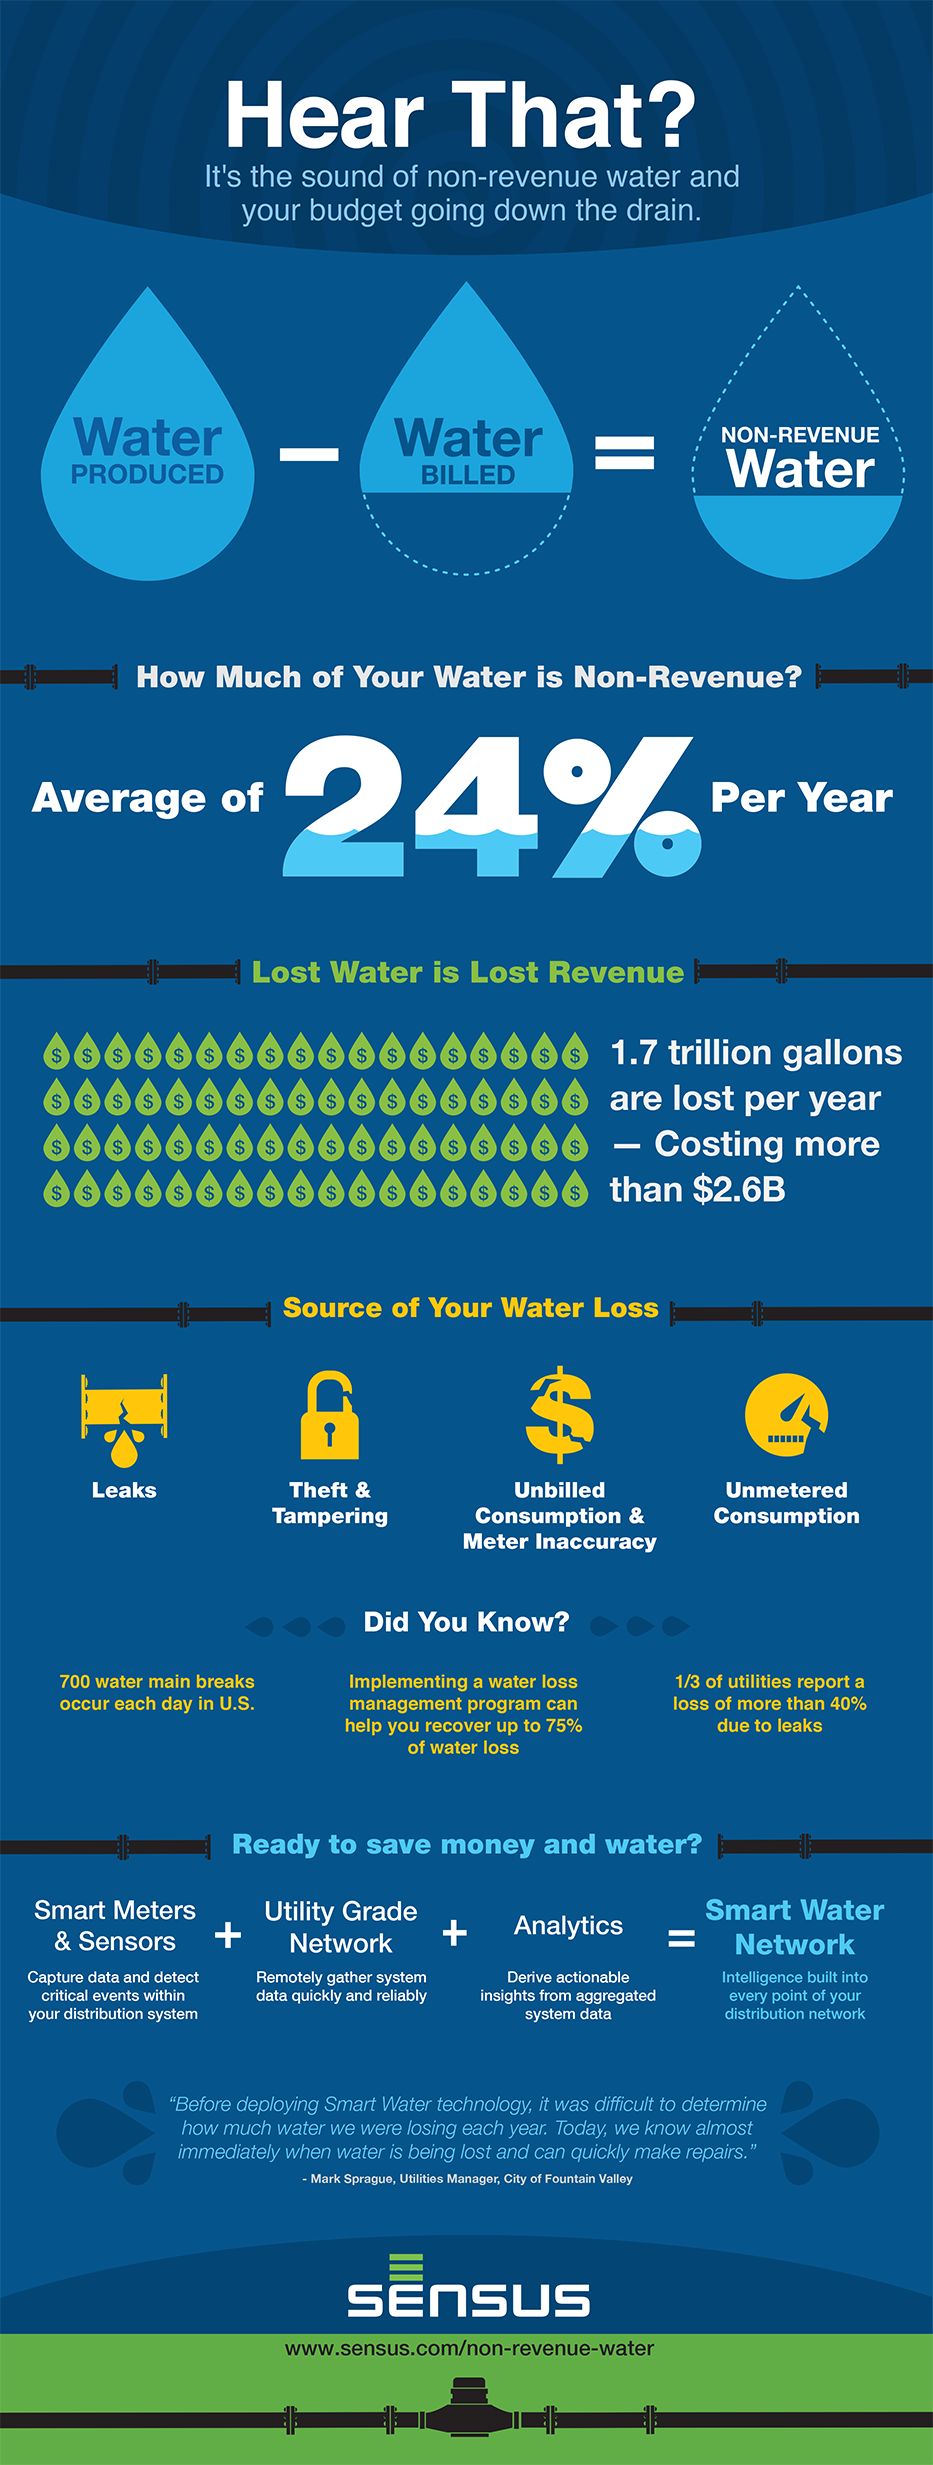 Hear That?
It's the sound of non-revenue water and
your budget going down the drain.
Water
PRODUCED
Water
BILLED
NON-REVENUE
Water
How Much of Your Water is Non-Revenue?
Average of 24% Per Year
Lost Water is Lost Revenue
$ $ $ $ $ $ $ $ $ $ $ $ $ $ $ $ $ $
$ $ $ $ $ $ $ $ $ $ $ $ $ $ $ $ $ $
$ $ $ $ $ $ $ $ $ $ $ $ $ $ $ $ $ $
$ $ $ $ $ $ $ $ $ $ $ $ $ $ $ $ $ $
1.7 trillion gallons
are lost per year
— Costing more
than $2.6B
Source of Your Water Loss
$
Leaks
Theft &
Tampering
Unbilled
Consumption &
Meter Inaccuracy
Unmetered
Consumption
Did You Know?
700 water main breaks
occur each day in U.S.
Implementing a water loss
management program can
help you recover up to 75%
of water loss
1/3 of utilities report a
loss of more than 40%
due to leaks
Ready to save money and water?
Smart Meters
& Sensors
Capture data and detect
critical events within
your distribution system
+
Utility Grade
Network
Remotely gather system
data quickly and reliably
+
Analytics
Derive actionable
insights from aggregated
system data
=
Smart Water
Network
Intelligence built into
every point of your
distribution network
“Before deploying Smart Water technology, it was difficult to determine
how much water we were losing each year. Today, we know almost
immediately when water is being lost and can quickly make repairs.”
- Mark Sprague, Utilities Manager, City of Fountain Valley
sensus
www.sensus.com/non-revenue-water